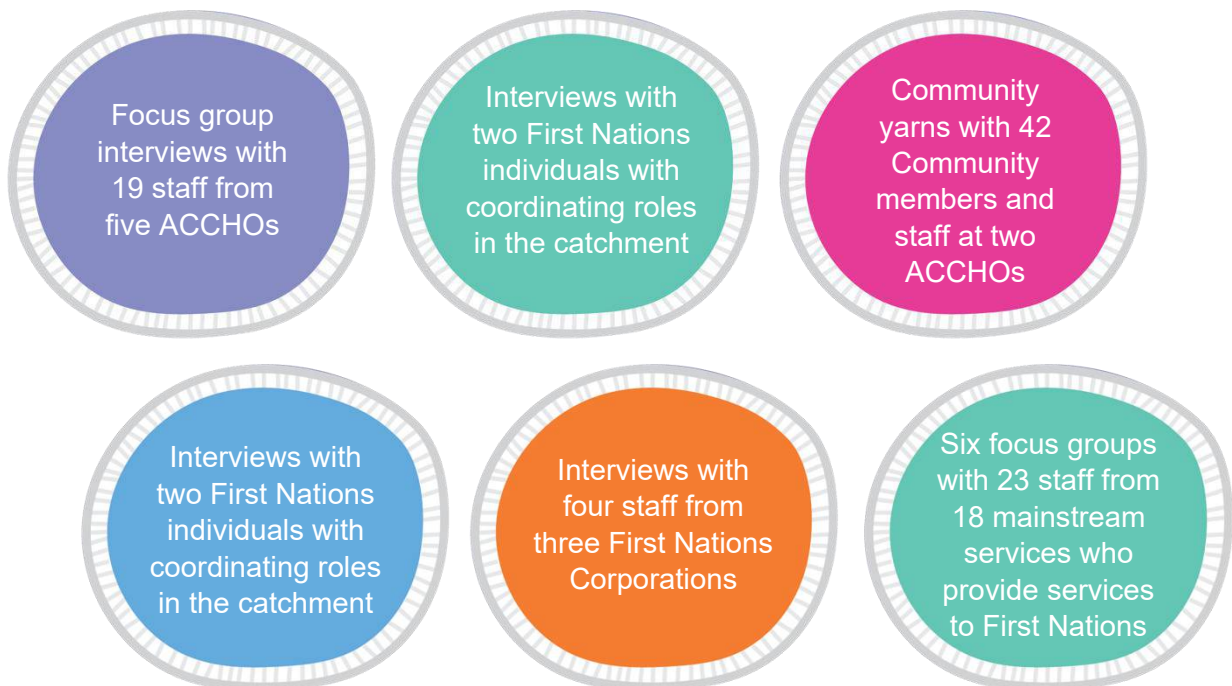 Focus group
interviews with
19 staff from
five ACCHOs
Interviews with
two First Nations
individuals with
coordinating roles
in the catchment
Community
yarns with 42
Community
members and
staff at two
ACCHOs
Interviews with
two First Nations
individuals with
coordinating roles
in the catchment
Interviews with
four staff from
three First Nations
Corporations
Six focus groups
with 23 staff from
18 mainstream
services who
provide services
to First Nations